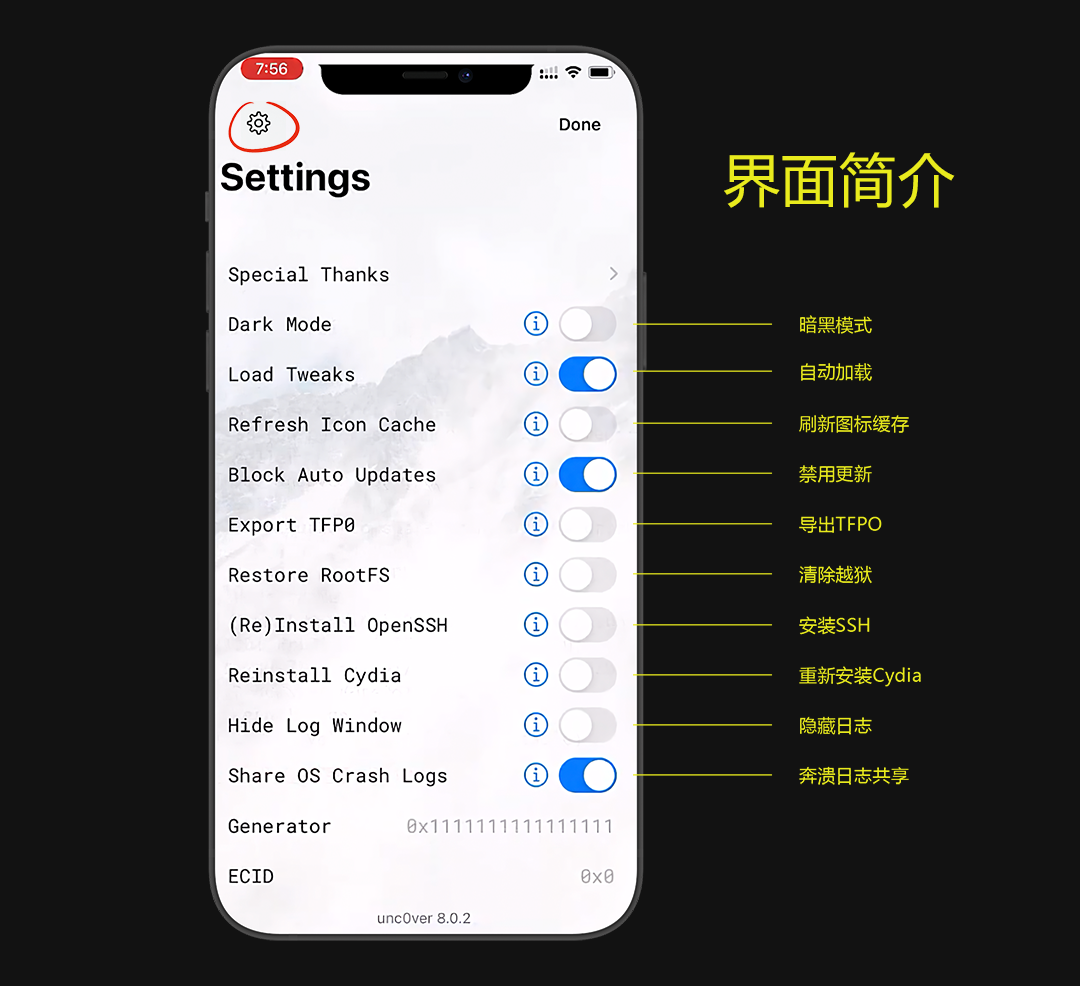 7:56
Done
Settings
界面简介
Special Thanks
Dark Mode
暗黑模式
Load Tweaks
自动加载
Refresh Icon Cache
刷新图标缓存
Block Auto Updates
禁用更新
Export TFP0
导出TFPO
Restore RootFS
清除越狱
(Re)Install OpenSSH
安装SSH
Reinstall Cydia
重新安装Cydia
Hide Log Window
隐藏日志
Share OS Crash Logs
奔溃日志共享
Generator 0x1111111111111111
ECID 0x0
unc0ver 8.0.2